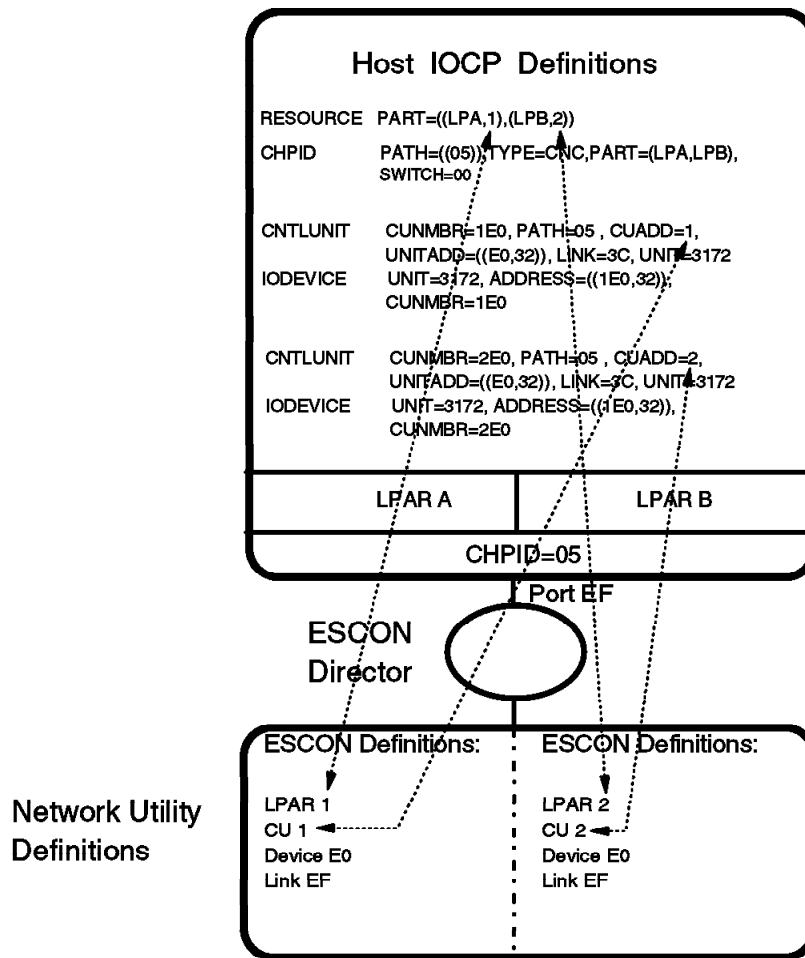 Host IOCP Definitions
RESOURCE PART=((LPA,1),(LPB,2))
CHPID PATH=((05)),TYPE=CNC,PART=(LPA,LPB),
SWITCH=00
CNTLUNIT CUNMBR=1E0, PATH=05 , CUADD=1,
UNITADD=((E0,32)), LINK=3C, UNIT=3172
IODEVICE UNIT=3172, ADDRESS=((1E0,32)),
CUNMBR=1E0
CNTLUNIT CUNMBR=2E0, PATH=05 , CUADD=2,
UNITADD=((E0,32)), LINK=3C, UNIT=3172
IODEVICE UNIT=3172, ADDRESS=((1E0,32)),
CUNMBR=2E0
LPAR A LPAR B
CHPID=05
Port EF
ESCON
Director
ESCON Definitions: ESCON Definitions:
LPAR 1 LPAR 2
CU 1 CU 2
Device E0 Device E0
Link EF Link EF
Network Utility
Definitions